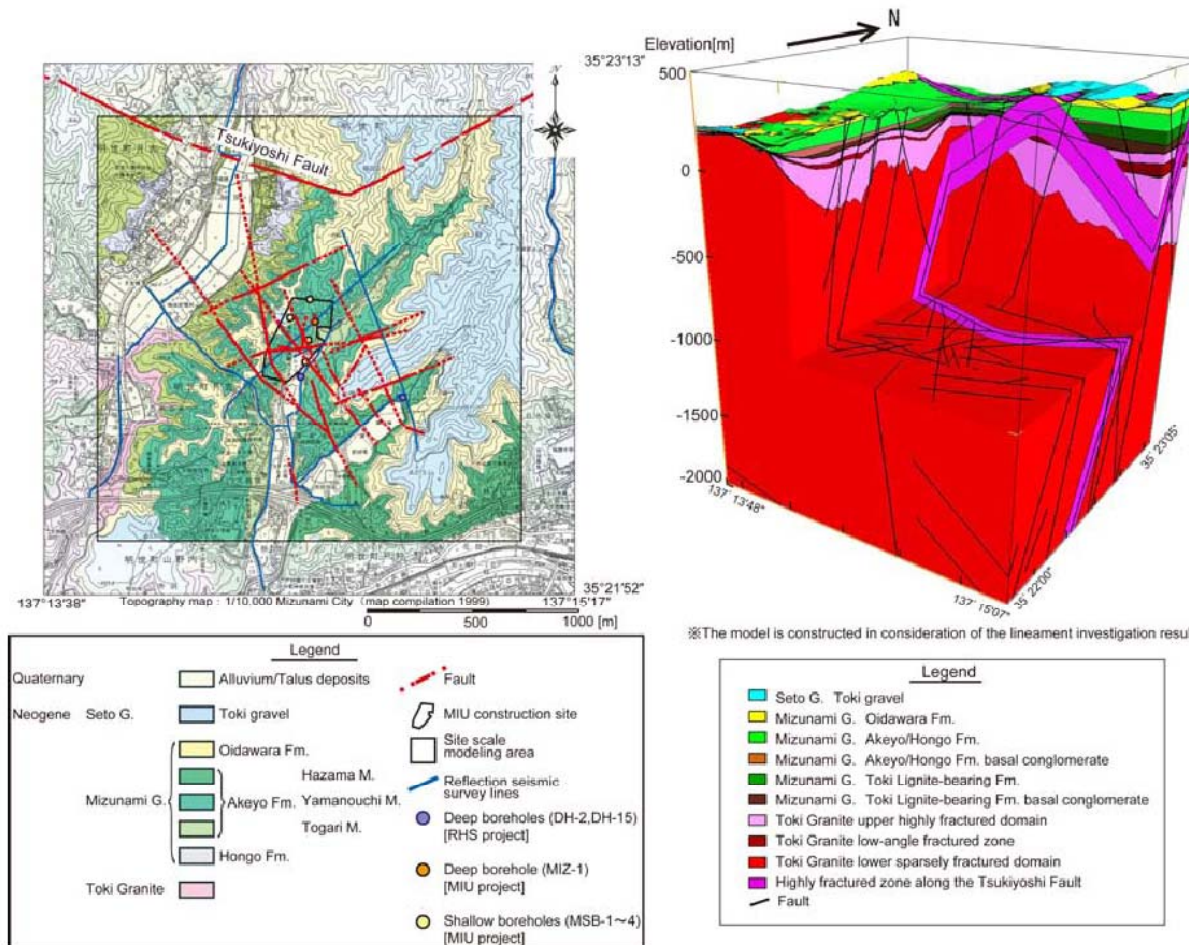 35°23'13"
N
Tsukiyoshi Fault
35°21'52"
137°13'38"
Topography map : 1/10,000 Mizunami City (map compilation 1999)
137°15'17"
0 500 1000 [m]
Legend
Quaternary
Alluvium/Talus deposits
Neogene Seto G.
Toki gravel
Mizunami G.
Oidawara Fm.
Akeyo Fm.
Hazama M.
Yamanouchi M.
Togari M.
Hongo Fm.
Toki Granite
Fault
MIU construction site
Site scale
modeling area
Reflection seismic
survey lines
Deep boreholes (DH-2,DH-15)
[RHS project]
Deep borehole (MIZ-1)
[MIU project]
Shallow boreholes (MSB-1～4)
[MIU project]
N
Elevation[m]
500
0
-500
-1000
-1500
-2000
137° 13'48"
137° 15'07"
35° 22'00"
35° 23'05"
※The model is constructed in consideration of the lineament investigation resul
Legend
Seto G. Toki gravel
Mizunami G. Oidawara Fm.
Mizunami G. Akeyo/Hongo Fm.
Mizunami G. Akeyo/Hongo Fm. basal conglomerate
Mizunami G. Toki Lignite-bearing Fm.
Mizunami G. Toki Lignite-bearing Fm. basal conglomerate
Toki Granite upper highly fractured domain
Toki Granite low-angle fractured zone
Toki Granite lower sparsely fractured domain
Highly fractured zone along the Tsukiyoshi Fault
Fault